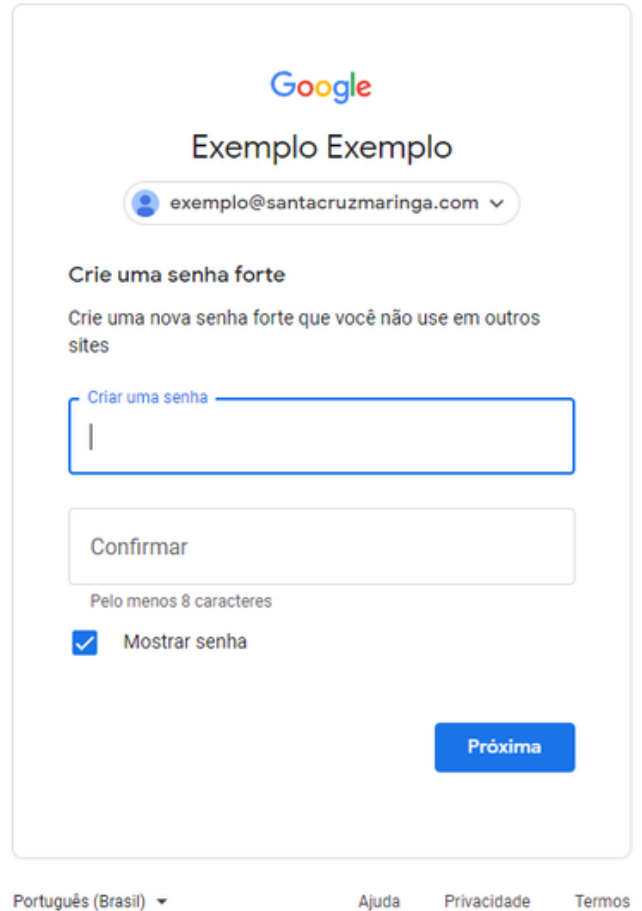 Google
Exemplo Exemplo
exemplo@santacruzmaringa.com
Crie uma senha forte
Crie uma nova senha forte que você não use em outros
sites
Criar uma senha
Confirmar
Pelo menos 8 caracteres
Mostrar senha
Próxima
Português (Brasil) Ajuda Privacidade Termos